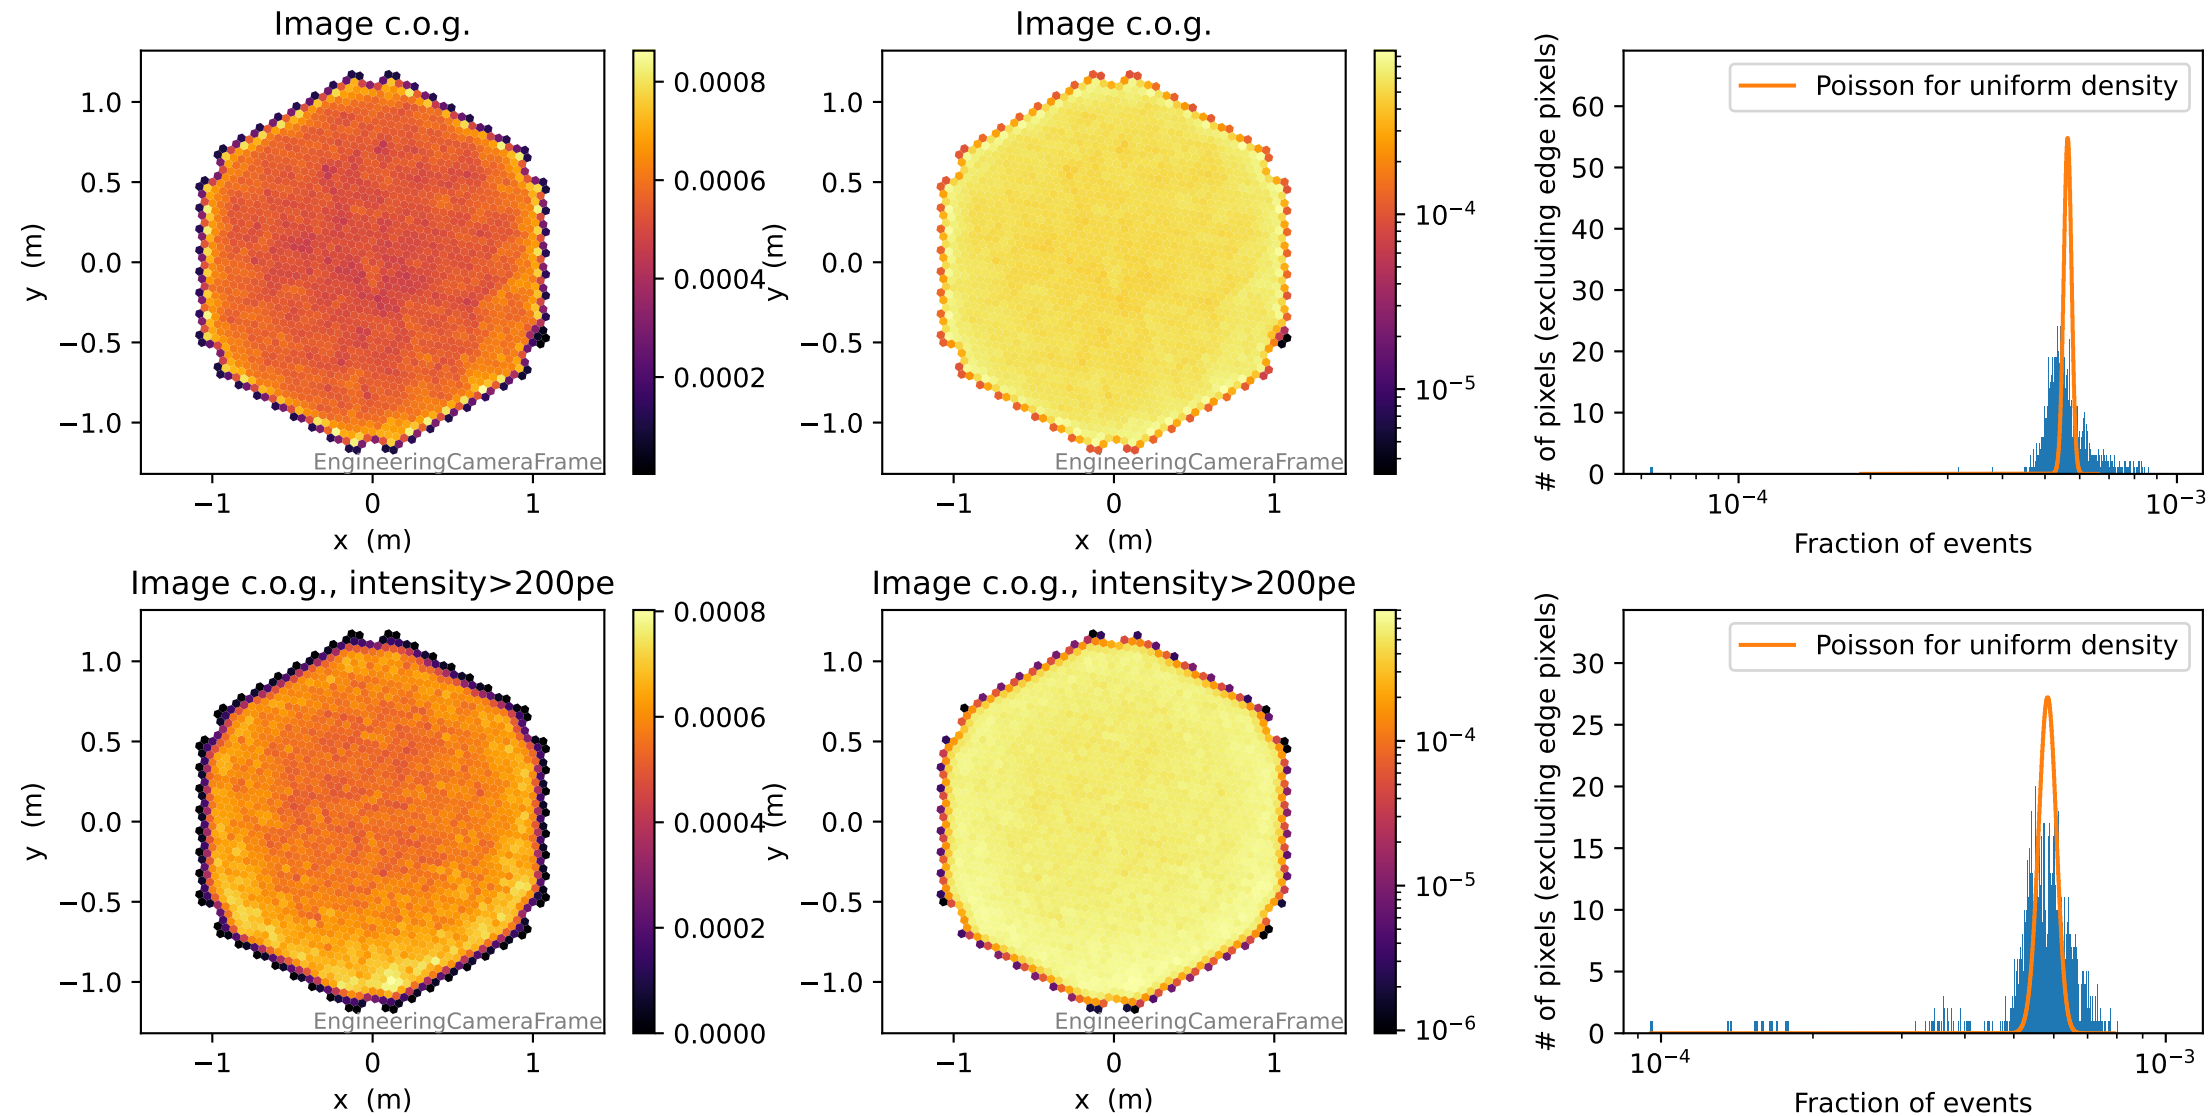 Image c.o.g.
1.0
0.5
0.0
−0.5
−1.0
y (m)
−1
0
1
x (m)
EngineeringCameraFrame
0.0008
0.0006
0.0004
0.0002
Image c.o.g.
1.0
0.5
0.0
−0.5
−1.0
y (m)
−1
0
1
x (m)
EngineeringCameraFrame
10⁻⁴
10⁻⁵
# of pixels (excluding edge pixels)
60
50
40
30
20
10
0
Poisson for uniform density
10⁻⁴
10⁻³
Fraction of events
Image c.o.g., intensity>200pe
1.0
0.5
0.0
−0.5
−1.0
y (m)
−1
0
1
x (m)
EngineeringCameraFrame
0.0008
0.0006
0.0004
0.0002
0.0000
Image c.o.g., intensity>200pe
1.0
0.5
0.0
−0.5
−1.0
y (m)
−1
0
1
x (m)
EngineeringCameraFrame
10⁻⁴
10⁻⁵
10⁻⁶
# of pixels (excluding edge pixels)
30
25
20
15
10
5
0
Poisson for uniform density
10⁻⁴
10⁻³
Fraction of events